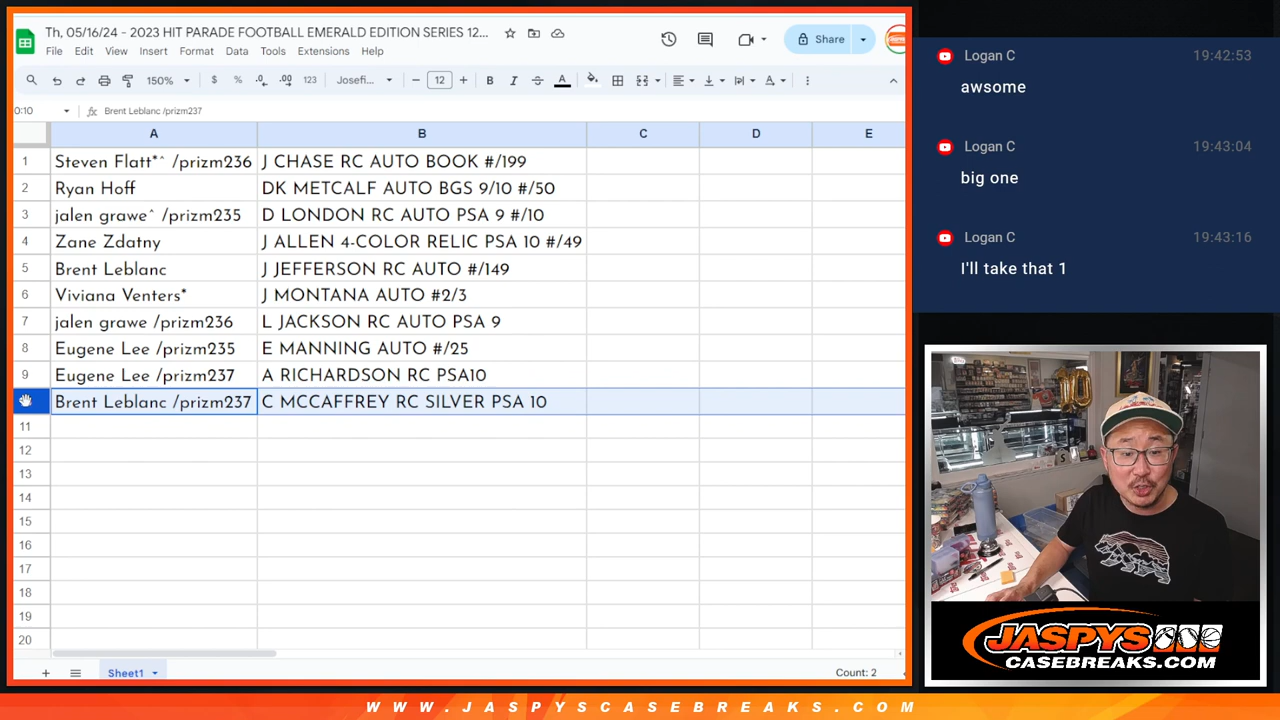 Th, 05/16/24 - 2023 HIT PARADE FOOTBALL EMERALD EDITION SERIES 12...
File Edit View Insert Format Data Tools Extensions Help
Share
150% $ % .0 .00 123 Josefi... - 12 + B I A
0:10 fx Brent Leblanc /prizm237
A B C D E
1 Steven Flatt*^ /prizm236 J CHASE RC AUTO BOOK #/199
2 Ryan Hoff DK METCALF AUTO BGS 9/10 #/50
3 jalen grawe^ /prizm235 D LONDON RC AUTO PSA 9 #/10
4 Zane Zdatny J ALLEN 4-COLOR RELIC PSA 10 #/49
5 Brent Leblanc J JEFFERSON RC AUTO #/149
6 Viviana Venters* J MONTANA AUTO #2/3
7 jalen grawe /prizm236 L JACKSON RC AUTO PSA 9
8 Eugene Lee /prizm235 E MANNING AUTO #/25
9 Eugene Lee /prizm237 A RICHARDSON RC PSA10
Brent Leblanc /prizm237 C MCCAFFREY RC SILVER PSA 10
11
12
13
14
15
16
17
18
19
20
+ Sheet1 Count: 2
Logan C 19:42:53
awsome
Logan C 19:43:04
big one
Logan C 19:43:16
I'll take that 1
10
JASPYS
CASEBREAKS.COM
WWW.JASPYSCASEBREAKS.COM